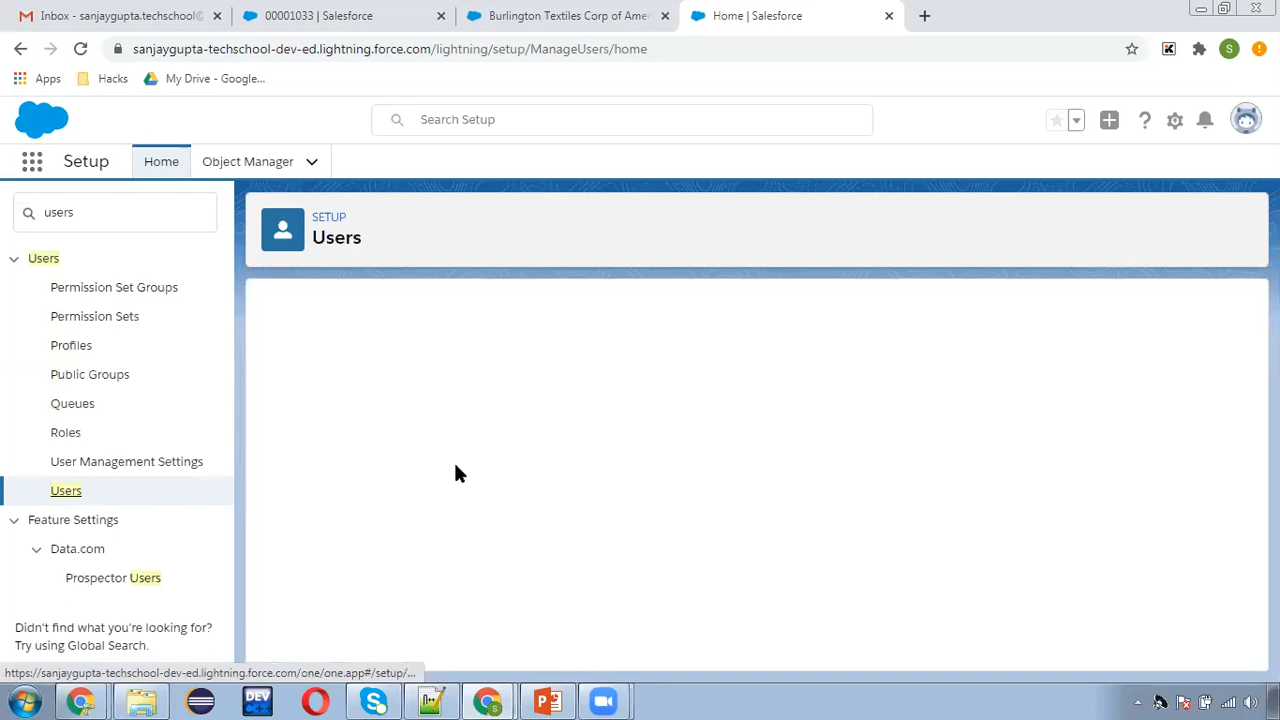 Inbox - sanjaygupta.techschool@
00001033 | Salesforce
Burlington Textiles Corp of Amer
Home | Salesforce
sanjaygupta-techschool-dev-ed.lightning.force.com/lightning/setup/ManageUsers/home
S
Apps
Hacks
My Drive - Google...
Search Setup
Setup
Home
Object Manager
users
SETUP
Users
Users
Permission Set Groups
Permission Sets
Profiles
Public Groups
Queues
Roles
User Management Settings
Users
Feature Settings
Data.com
Prospector Users
Didn't find what you're looking for?
Try using Global Search.
https://sanjaygupta-techschool-dev-ed.lightning.force.com/one/one.app#/setup/...
DEV
C++